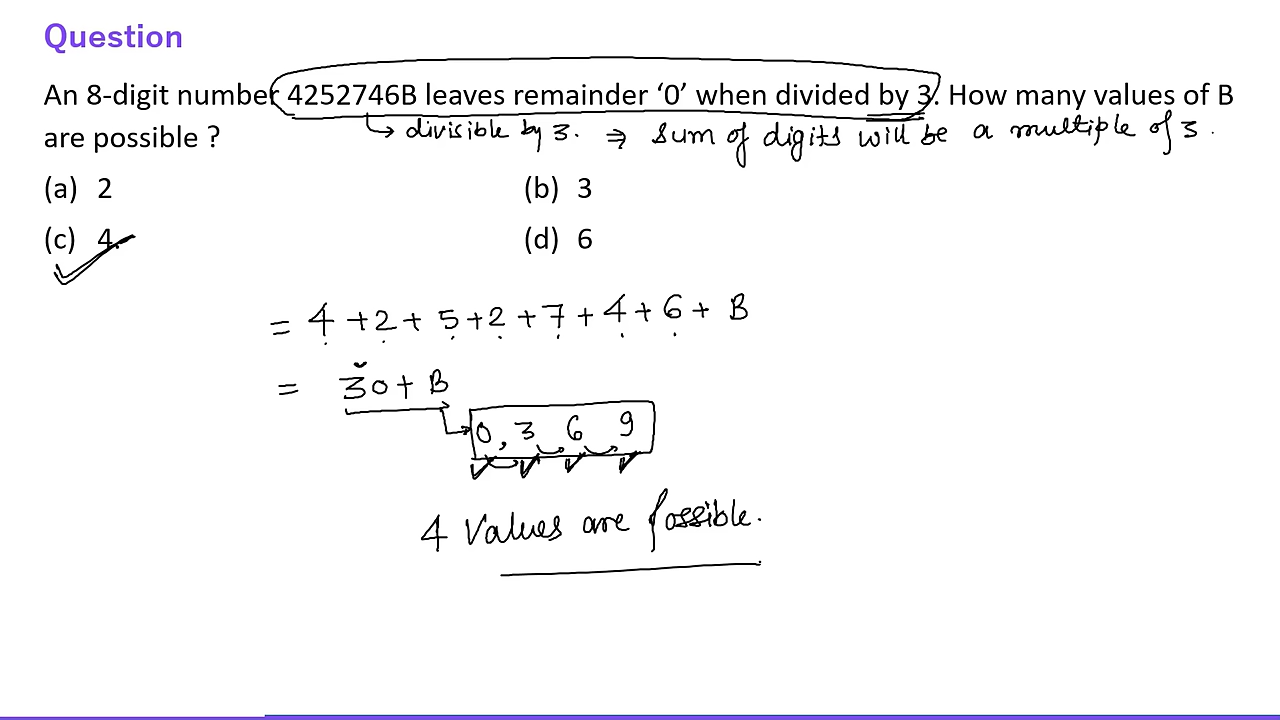 Question
An 8-digit number 4252746B leaves remainder ‘0’ when divided by 3. How many values of B
are possible ?
↳ divisible by 3. ⇒ sum of digits will be a multiple of 3.
(a) 2
(b) 3
(c) 4
(d) 6
= 4 + 2 + 5 + 2 + 7 + 4 + 6 + B
= 30 + B
0, 3 6 9
4 Values are possible.